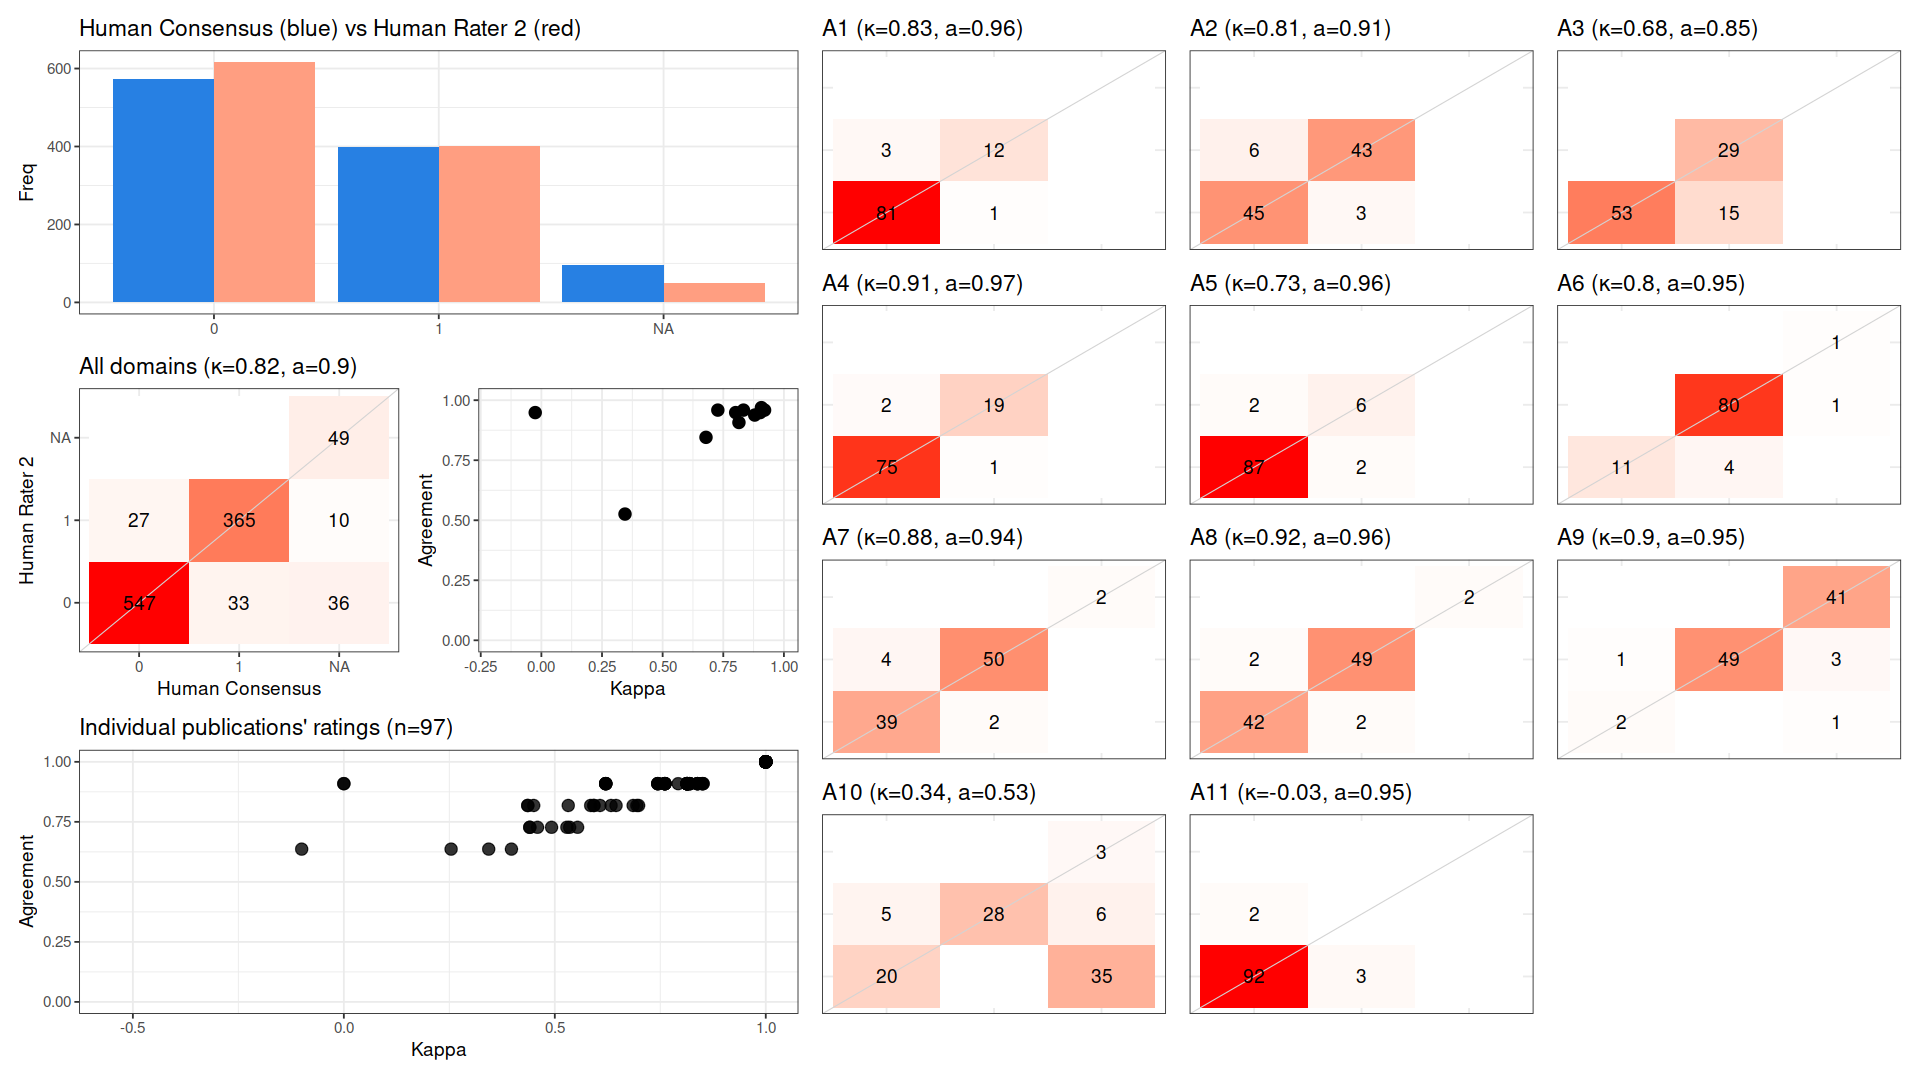 Human Consensus (blue) vs Human Rater 2 (red)
Freq
600
400
200
0
0 1 NA
All domains (κ=0.82, a=0.9)
Human Rater 2
NA
1
0
49
27 365 10
547 33 36
0 1 NA
Human Consensus
Agreement
1.00
0.75
0.50
0.25
0.00
-0.25 0.00 0.25 0.50 0.75 1.00
Kappa
Individual publications' ratings (n=97)
Agreement
1.00
0.75
0.50
0.25
0.00
-0.5 0.0 0.5 1.0
Kappa
A1 (κ=0.83, a=0.96)
3 12
81 1
A2 (κ=0.81, a=0.91)
6 43
45 3
A3 (κ=0.68, a=0.85)
29
53 15
A4 (κ=0.91, a=0.97)
2 19
75 1
A5 (κ=0.73, a=0.96)
2 6
87 2
A6 (κ=0.8, a=0.95)
1
80 1
11 4
A7 (κ=0.88, a=0.94)
2
4 50
39 2
A8 (κ=0.92, a=0.96)
2
2 49
42 2
A9 (κ=0.9, a=0.95)
41
1 49 3
2 1
A10 (κ=0.34, a=0.53)
3
5 28 6
20 35
A11 (κ=-0.03, a=0.95)
2
92 3